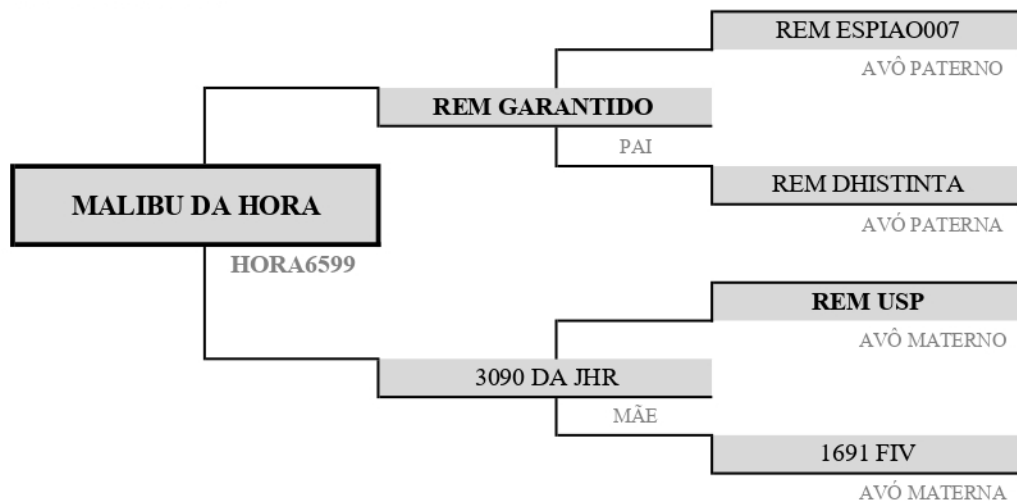 REM ESPIAO007
AVÔ PATERNO
REM GARANTIDO
PAI
REM DHISTINTA
AVÓ PATERNA
MALIBU DA HORA
HORA6599
REM USP
AVÔ MATERNO
3090 DA JHR
MÃE
1691 FIV
AVÓ MATERNA